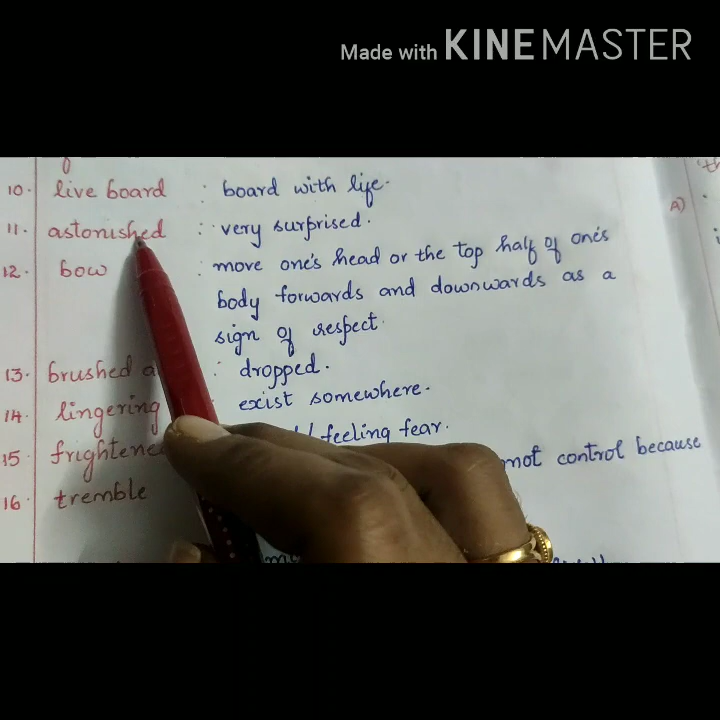 Made with KINEMASTER
10. live board : board with life.
11. astonished : very surprised.
12. bow : move one's head or the top half of one's
body forwards and downwards as a
sign of respect.
13. brushed a : dropped.
14. lingering : exist somewhere.
15. frightened feeling fear.
not control because
16. tremble
A)